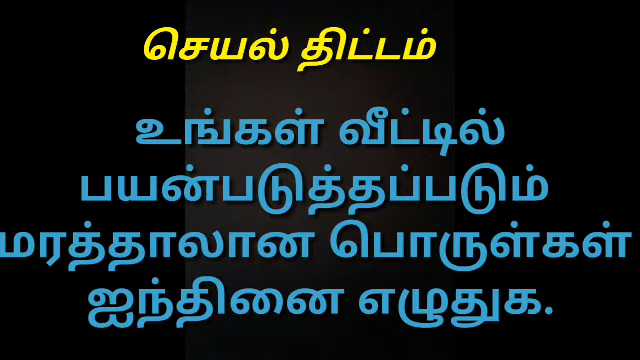 செயல் திட்டம்
உங்கள் வீட்டில்
பயன்படுத்தப்படும்
மரத்தாலான பொருள்கள்
ஐந்தினை எழுதுக.